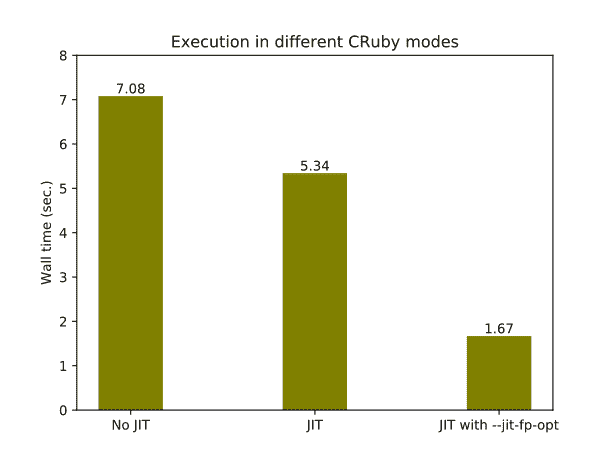 Execution in different CRuby modes
8
7
6
5
4
3
2
1
0
Wall time (sec.)
7.08
5.34
1.67
No JIT
JIT
JIT with --jit-fp-opt